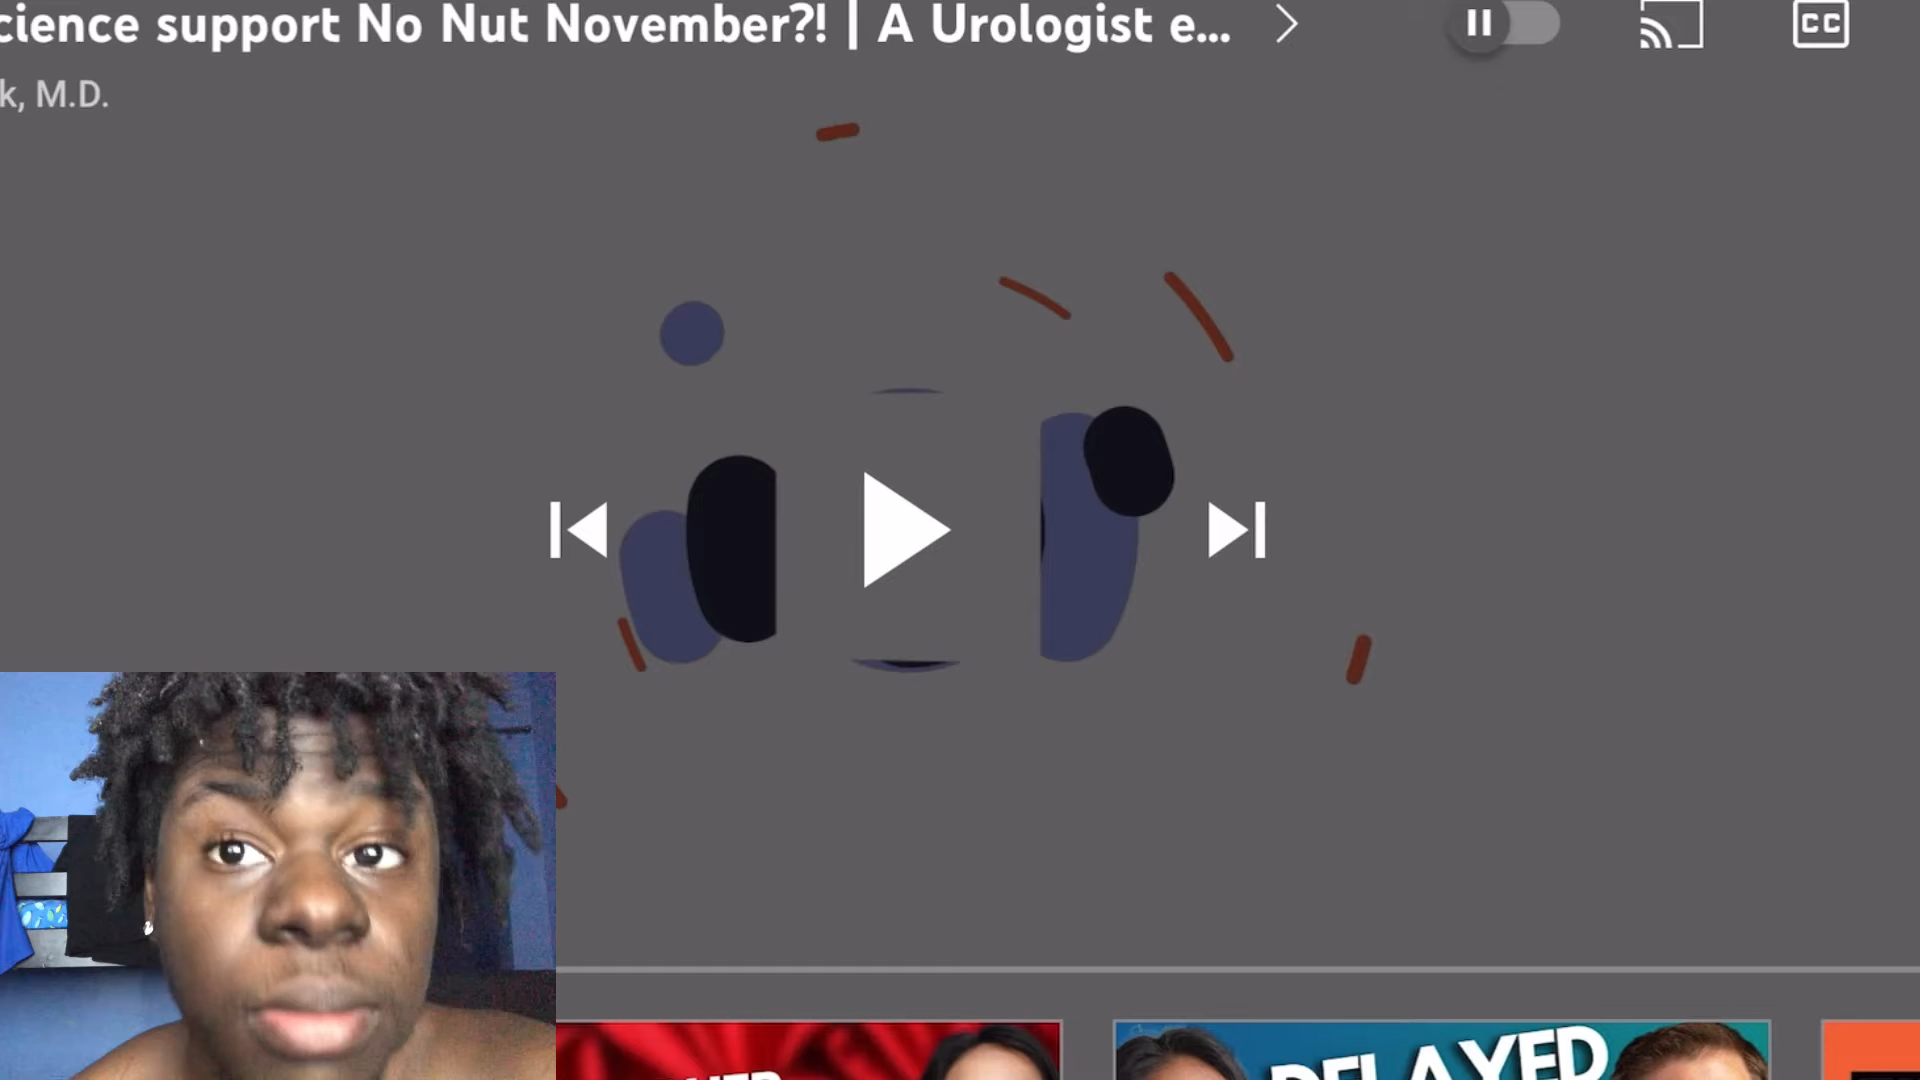 cience support No Nut November?! | A Urologist e...
CC
k, M.D.
DELAYED